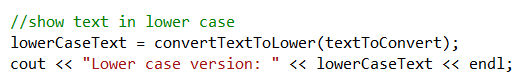 //show text in lower case
lowerCaseText = convertTextToLower(textToConvert);
cout << "Lower case version: " << lowerCaseText << endl;